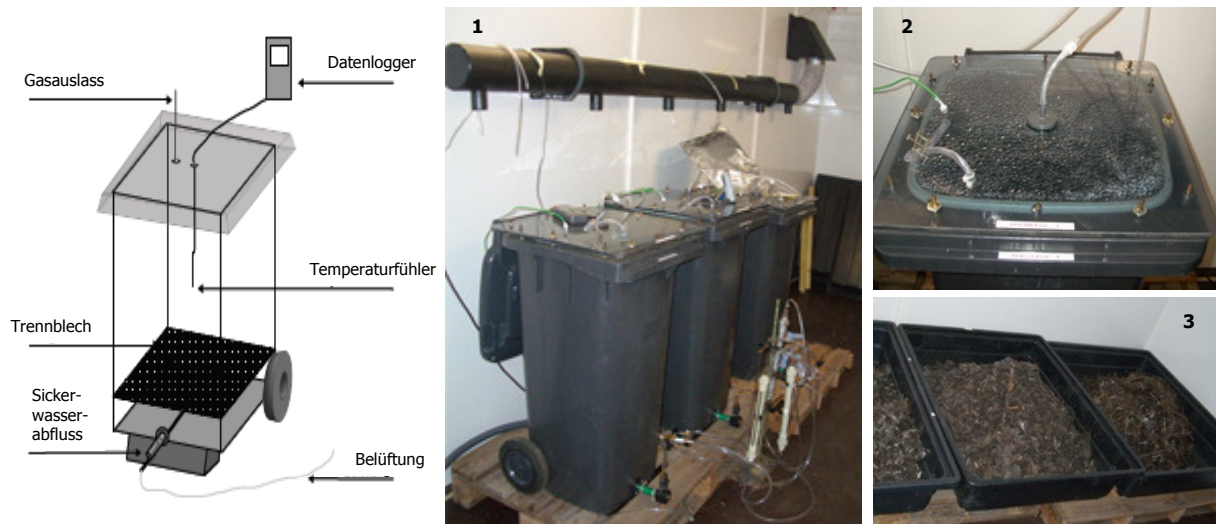 Gasauslass
Datenlogger
Temperaturfühler
Trennblech
Sicker-
wasser-
abfluss
Belüftung
1
2
3